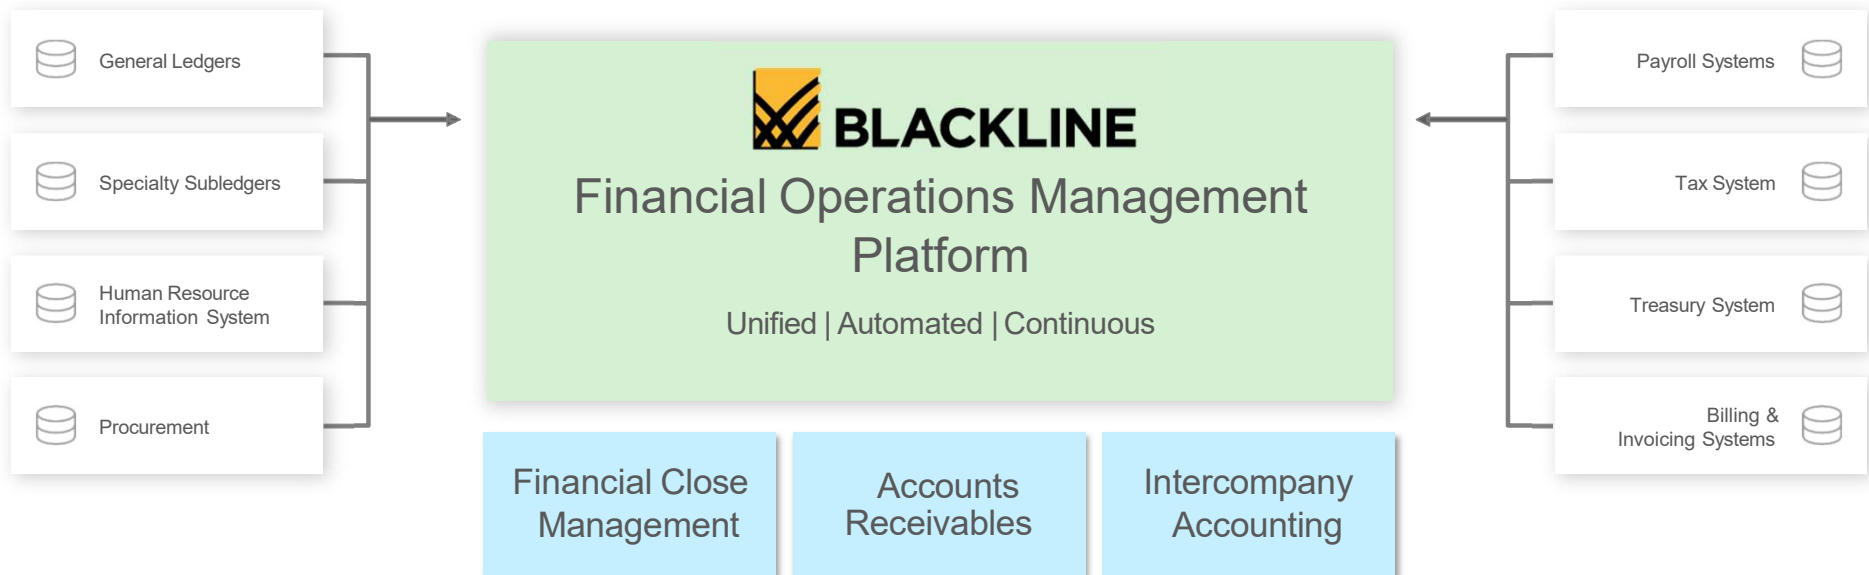 General Ledgers
Specialty Subledgers
Human Resource
Information System
Procurement
BLACKLINE
Financial Operations Management
Platform
Unified | Automated | Continuous
Financial Close
Management
Accounts
Receivables
Intercompany
Accounting
Payroll Systems
Tax System
Treasury System
Billing &
Invoicing Systems